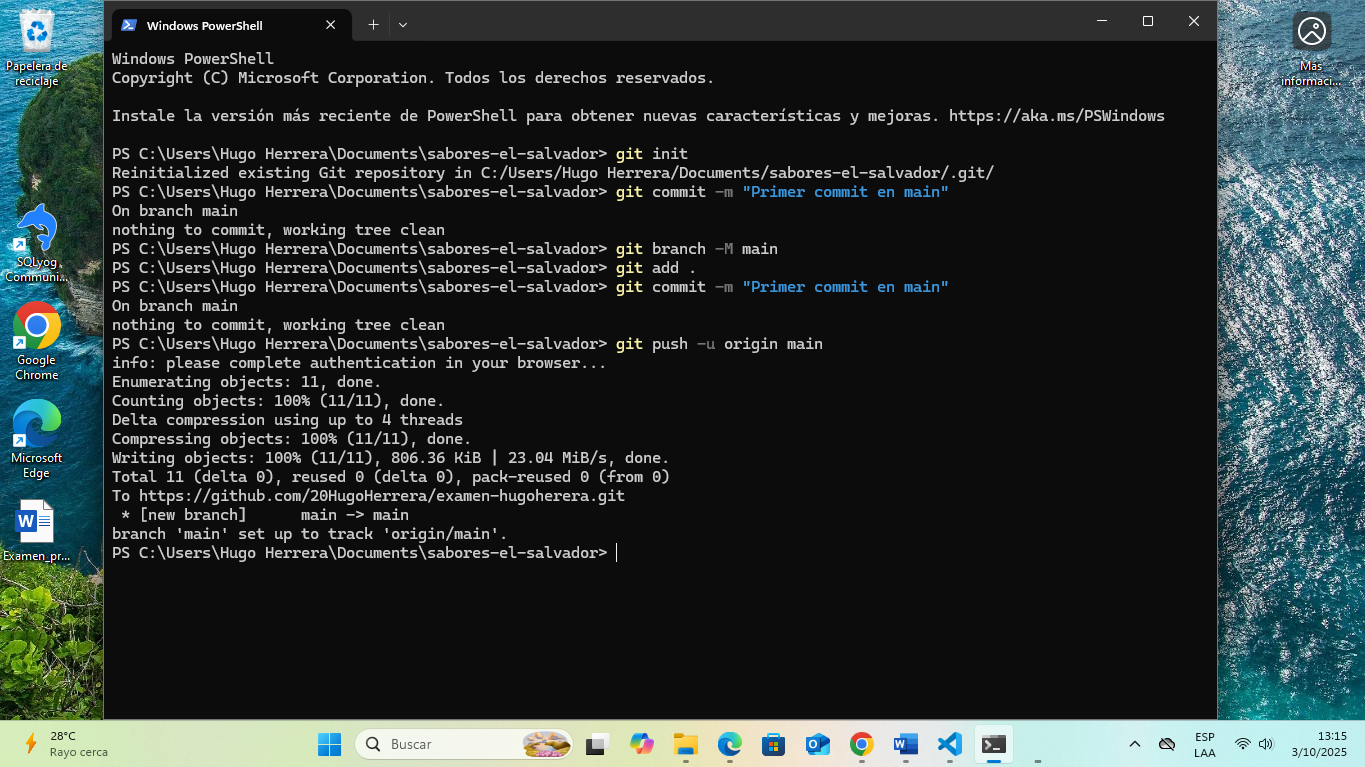 Windows PowerShell
Papelera de
reciclaje
SQLyog
Communi...
Google
Chrome
Microsoft
Edge
Examen_pr...
Más
informaci...
Windows PowerShell
Copyright (C) Microsoft Corporation. Todos los derechos reservados.
Instale la versión más reciente de PowerShell para obtener nuevas características y mejoras. https://aka.ms/PSWindows
PS C:\Users\Hugo Herrera\Documents\sabores-el-salvador> git init
Reinitialized existing Git repository in C:/Users/Hugo Herrera/Documents/sabores-el-salvador/.git/
PS C:\Users\Hugo Herrera\Documents\sabores-el-salvador> git commit -m "Primer commit en main"
On branch main
nothing to commit, working tree clean
PS C:\Users\Hugo Herrera\Documents\sabores-el-salvador> git branch -M main
PS C:\Users\Hugo Herrera\Documents\sabores-el-salvador> git add .
PS C:\Users\Hugo Herrera\Documents\sabores-el-salvador> git commit -m "Primer commit en main"
On branch main
nothing to commit, working tree clean
PS C:\Users\Hugo Herrera\Documents\sabores-el-salvador> git push -u origin main
info: please complete authentication in your browser...
Enumerating objects: 11, done.
Counting objects: 100% (11/11), done.
Delta compression using up to 4 threads
Compressing objects: 100% (11/11), done.
Writing objects: 100% (11/11), 806.36 KiB | 23.04 MiB/s, done.
Total 11 (delta 0), reused 0 (delta 0), pack-reused 0 (from 0)
To https://github.com/20HugoHerrera/examen-hugoherera.git
 * [new branch]      main -> main
branch 'main' set up to track 'origin/main'.
PS C:\Users\Hugo Herrera\Documents\sabores-el-salvador>
28°C
Rayo cerca
Buscar
ESP
LAA
13:15
3/10/2025